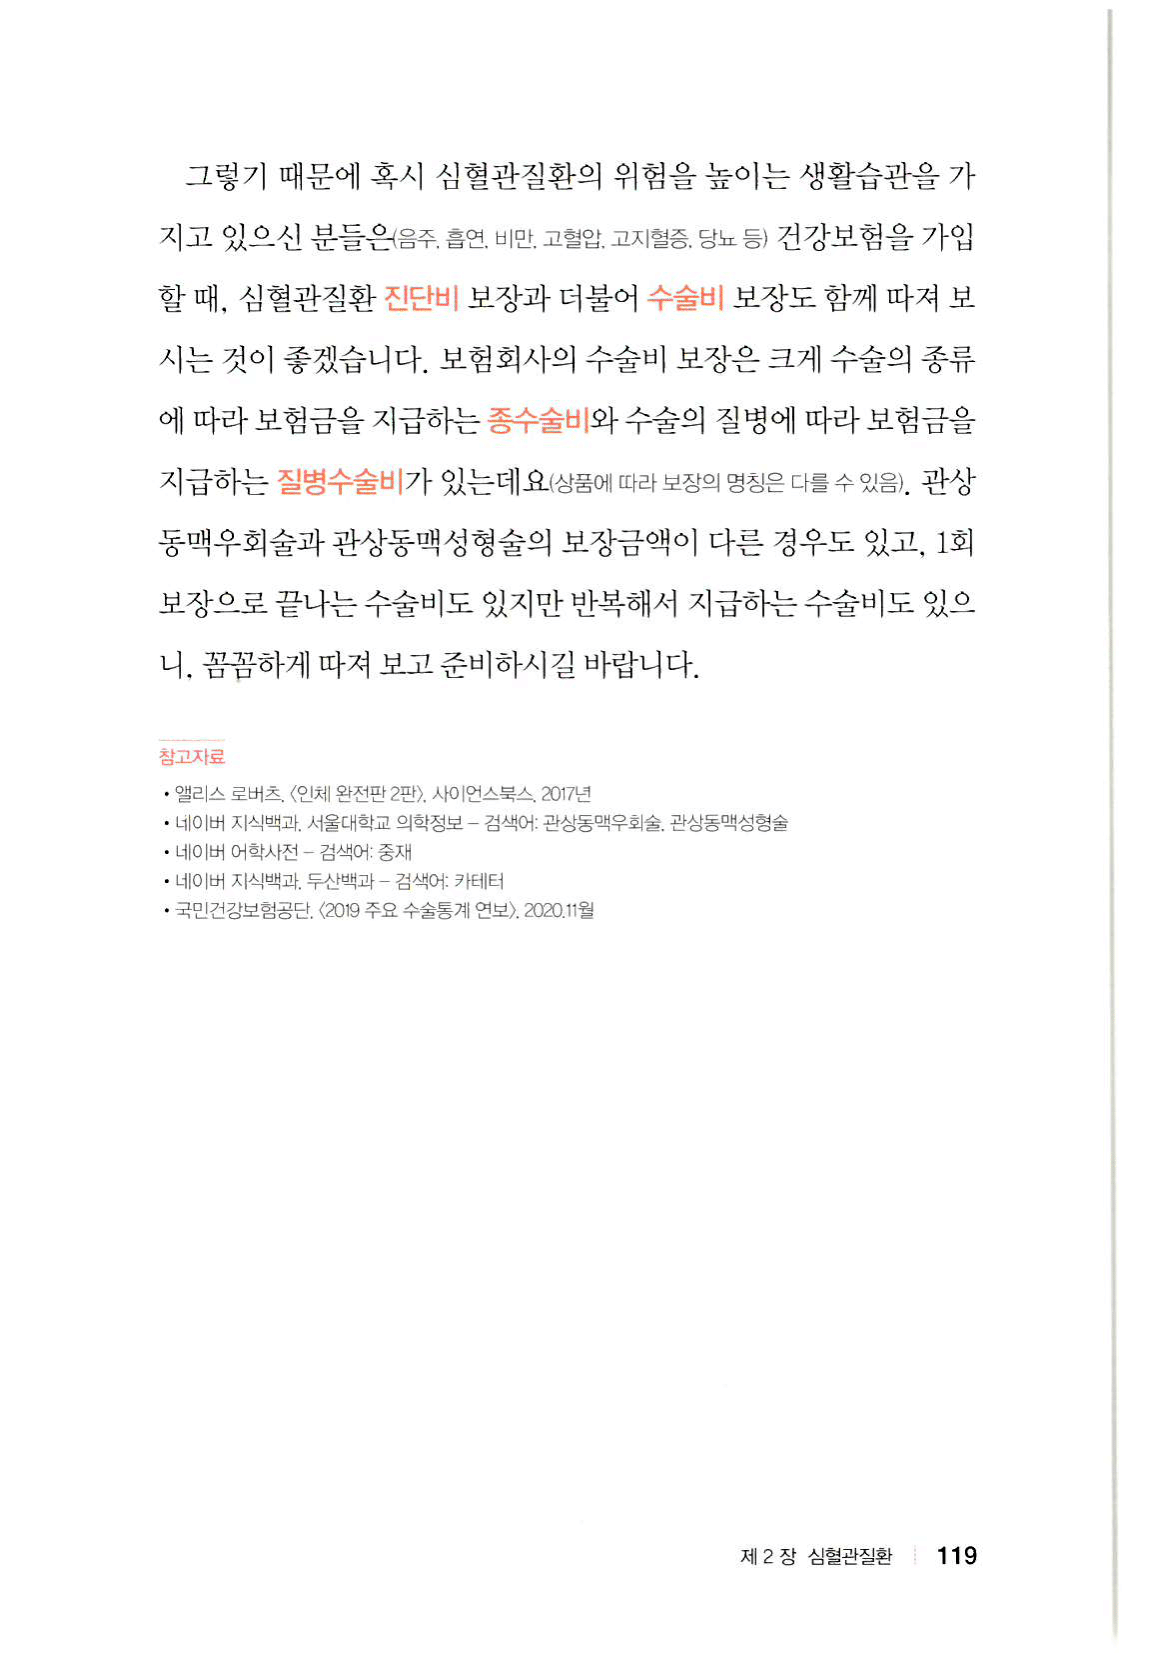 그렇기 때문에 혹시 심혈관질환의 위험을 높이는 생활습관을 가
지고 있으신 분들은(음주, 흡연, 비만, 고혈압, 고지혈증, 당뇨 등) 건강보험을 가입
할 때, 심혈관질환 진단비 보장과 더불어 수술비 보장도 함께 따져 보
시는 것이 좋겠습니다. 보험회사의 수술비 보장은 크게 수술의 종류
에 따라 보험금을 지급하는 종수술비와 수술의 질병에 따라 보험금을
지급하는 질병수술비가 있는데요(상품에 따라 보장의 명칭은 다를 수 있음). 관상
동맥우회술과 관상동맥성형술의 보장금액이 다른 경우도 있고, 1회
보장으로 끝나는 수술비도 있지만 반복해서 지급하는 수술비도 있으
니, 꼼꼼하게 따져 보고 준비하시길 바랍니다.
참고자료
• 앨리스 로버츠, 〈인체 완전판 2판〉, 사이언스북스, 2017년
• 네이버 지식백과, 서울대학교 의학정보 – 검색어: 관상동맥우회술, 관상동맥성형술
• 네이버 어학사전 – 검색어: 중재
• 네이버 지식백과, 두산백과 – 검색어: 카테터
• 국민건강보험공단, 〈2019 주요 수술통계 연보〉, 2020.11월
제 2 장 심혈관질환 119